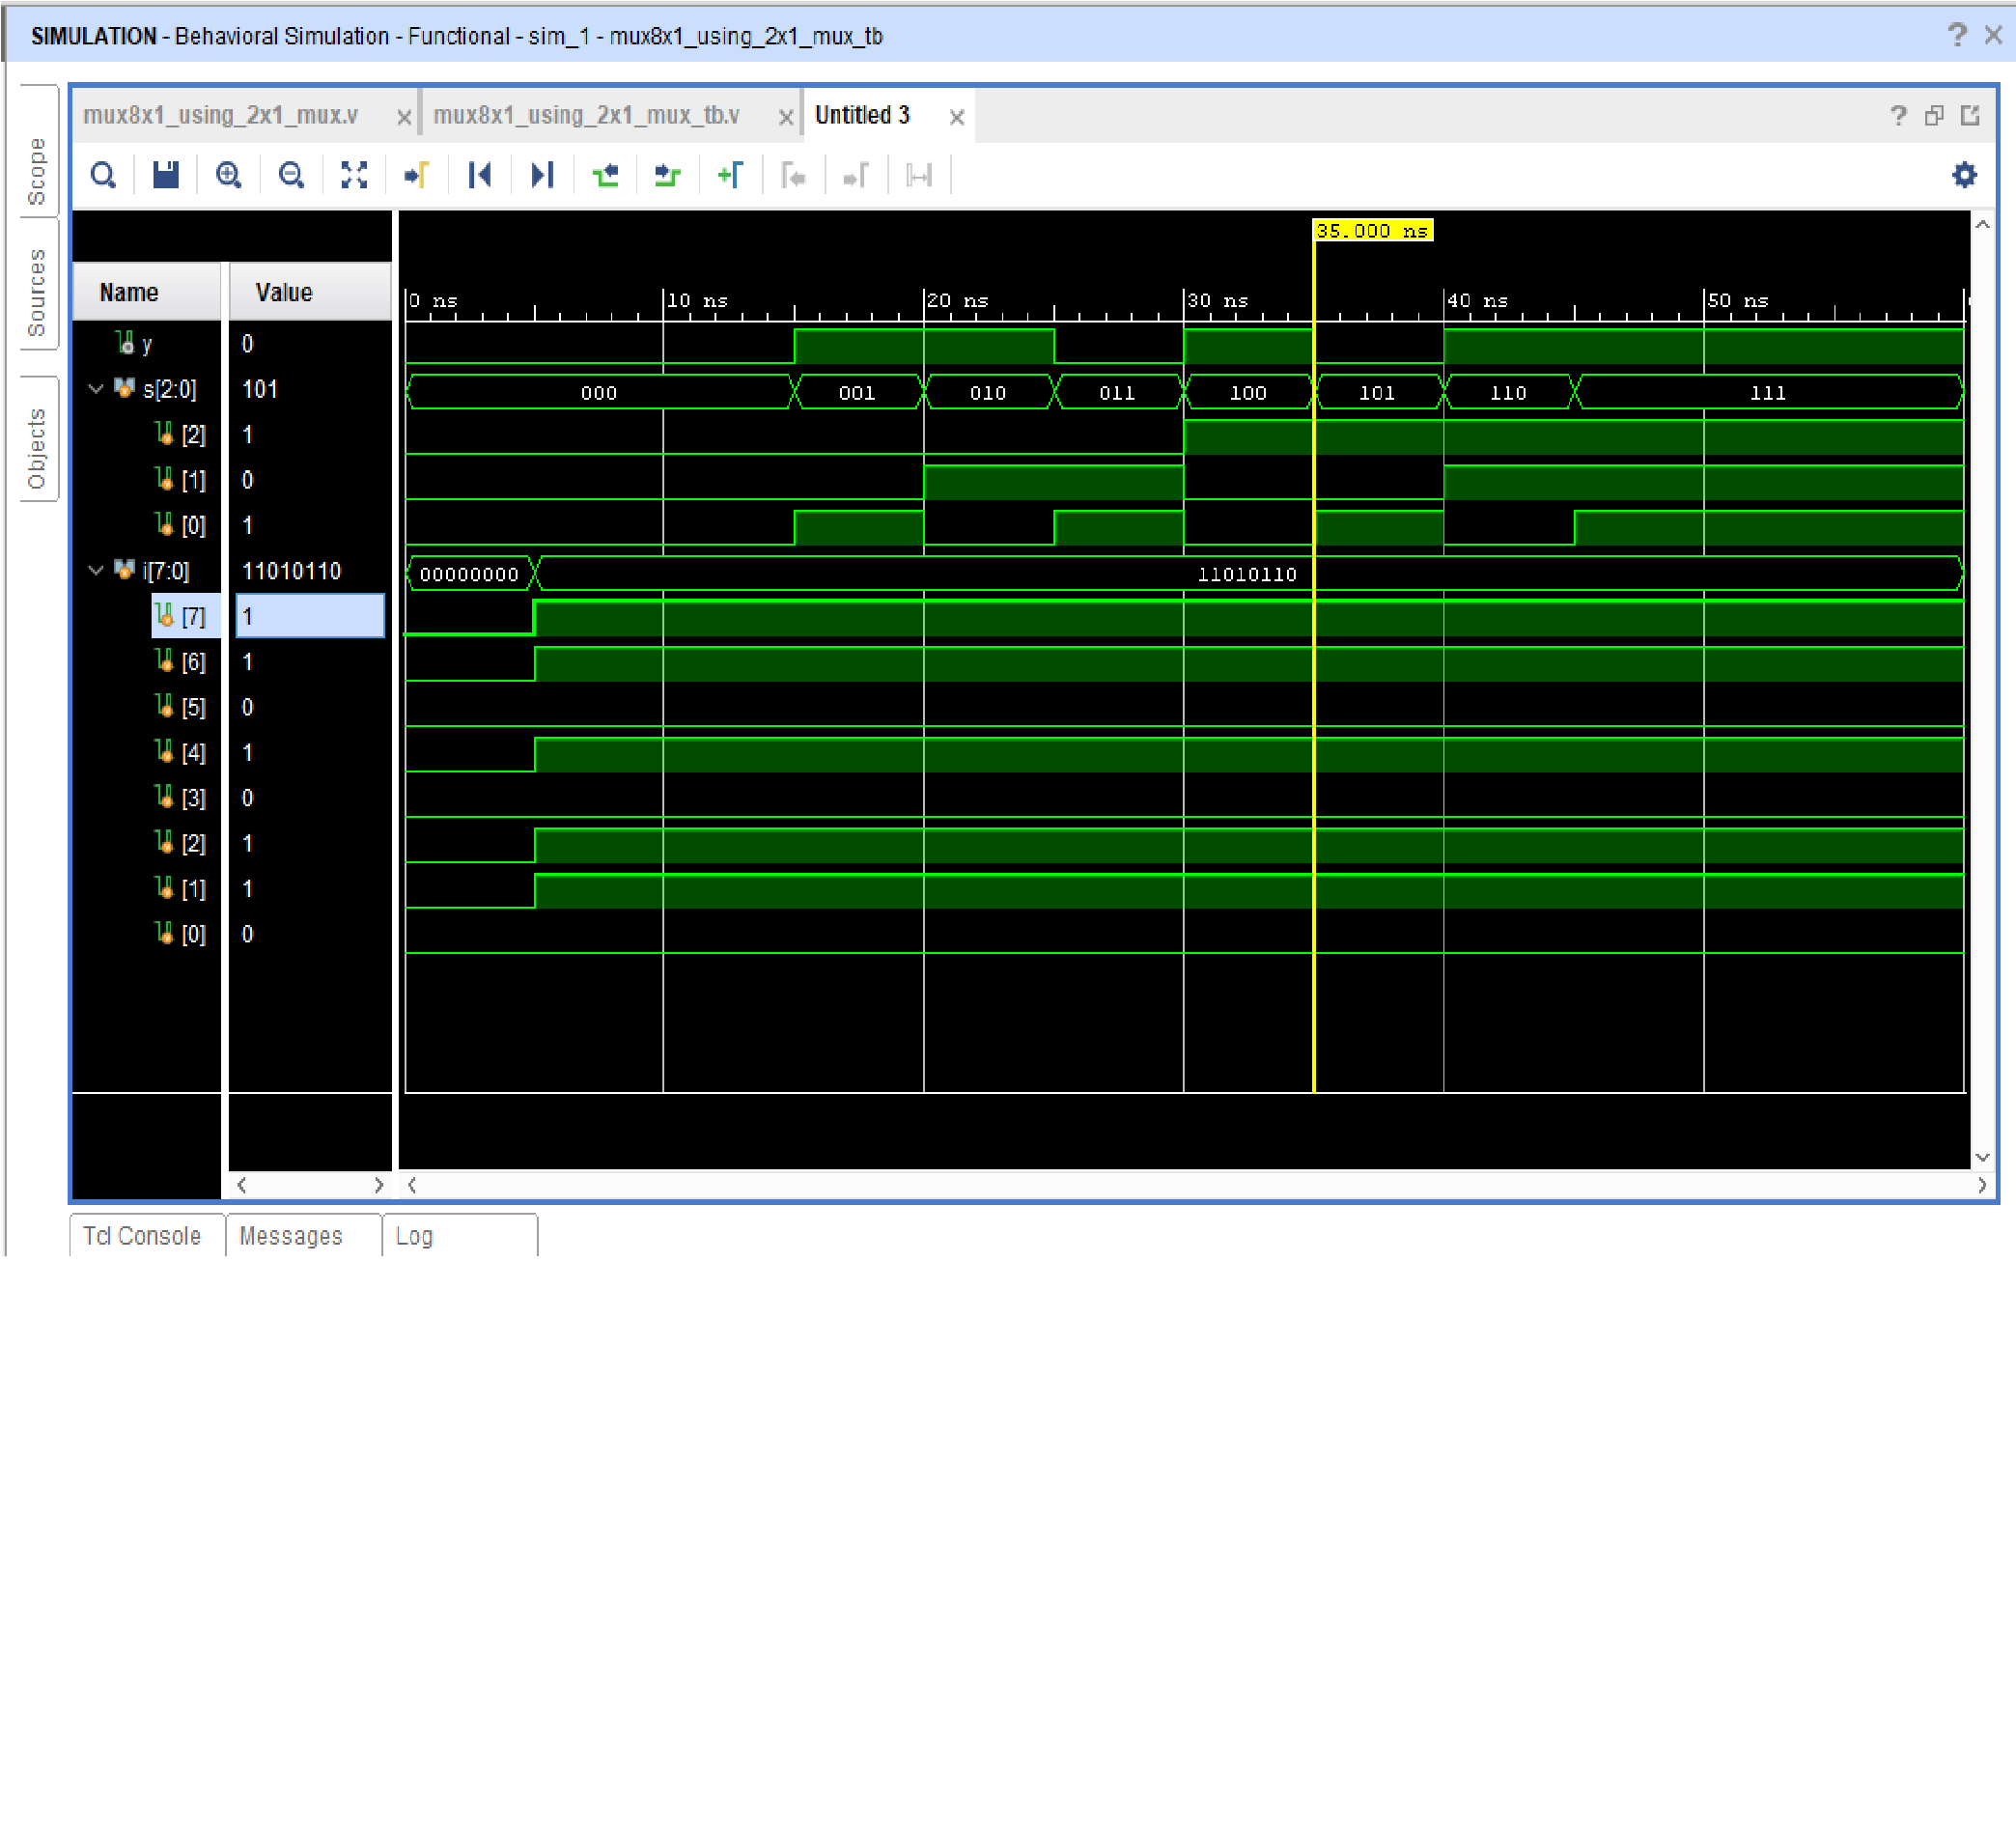 SIMULATION - Behavioral Simulation - Functional - sim_1 - mux8x1_using_2x1_mux_tb
mux8x1_using_2x1_mux.v mux8x1_using_2x1_mux_tb.v Untitled 3
Scope
Sources
Objects
35.000 ns
Name Value
0 ns 10 ns 20 ns 30 ns 40 ns 50 ns
y 0
s[2:0] 101 000 001 010 011 100 101 110 111
[2] 1
[1] 0
[0] 1
i[7:0] 11010110 00000000 11010110
[7] 1
[6] 1
[5] 0
[4] 1
[3] 0
[2] 1
[1] 1
[0] 0
Tcl Console Messages Log